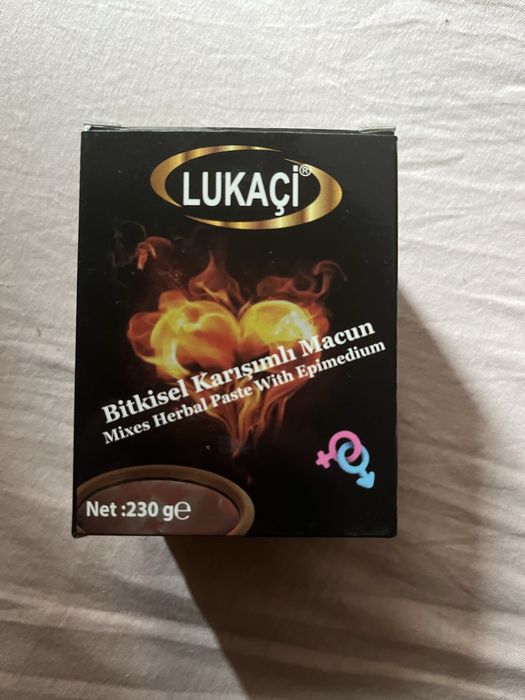 LUKAÇİ®
Bitkisel Karışımlı Macun
Mixes Herbal Paste With Epimedium
Net :230 g℮